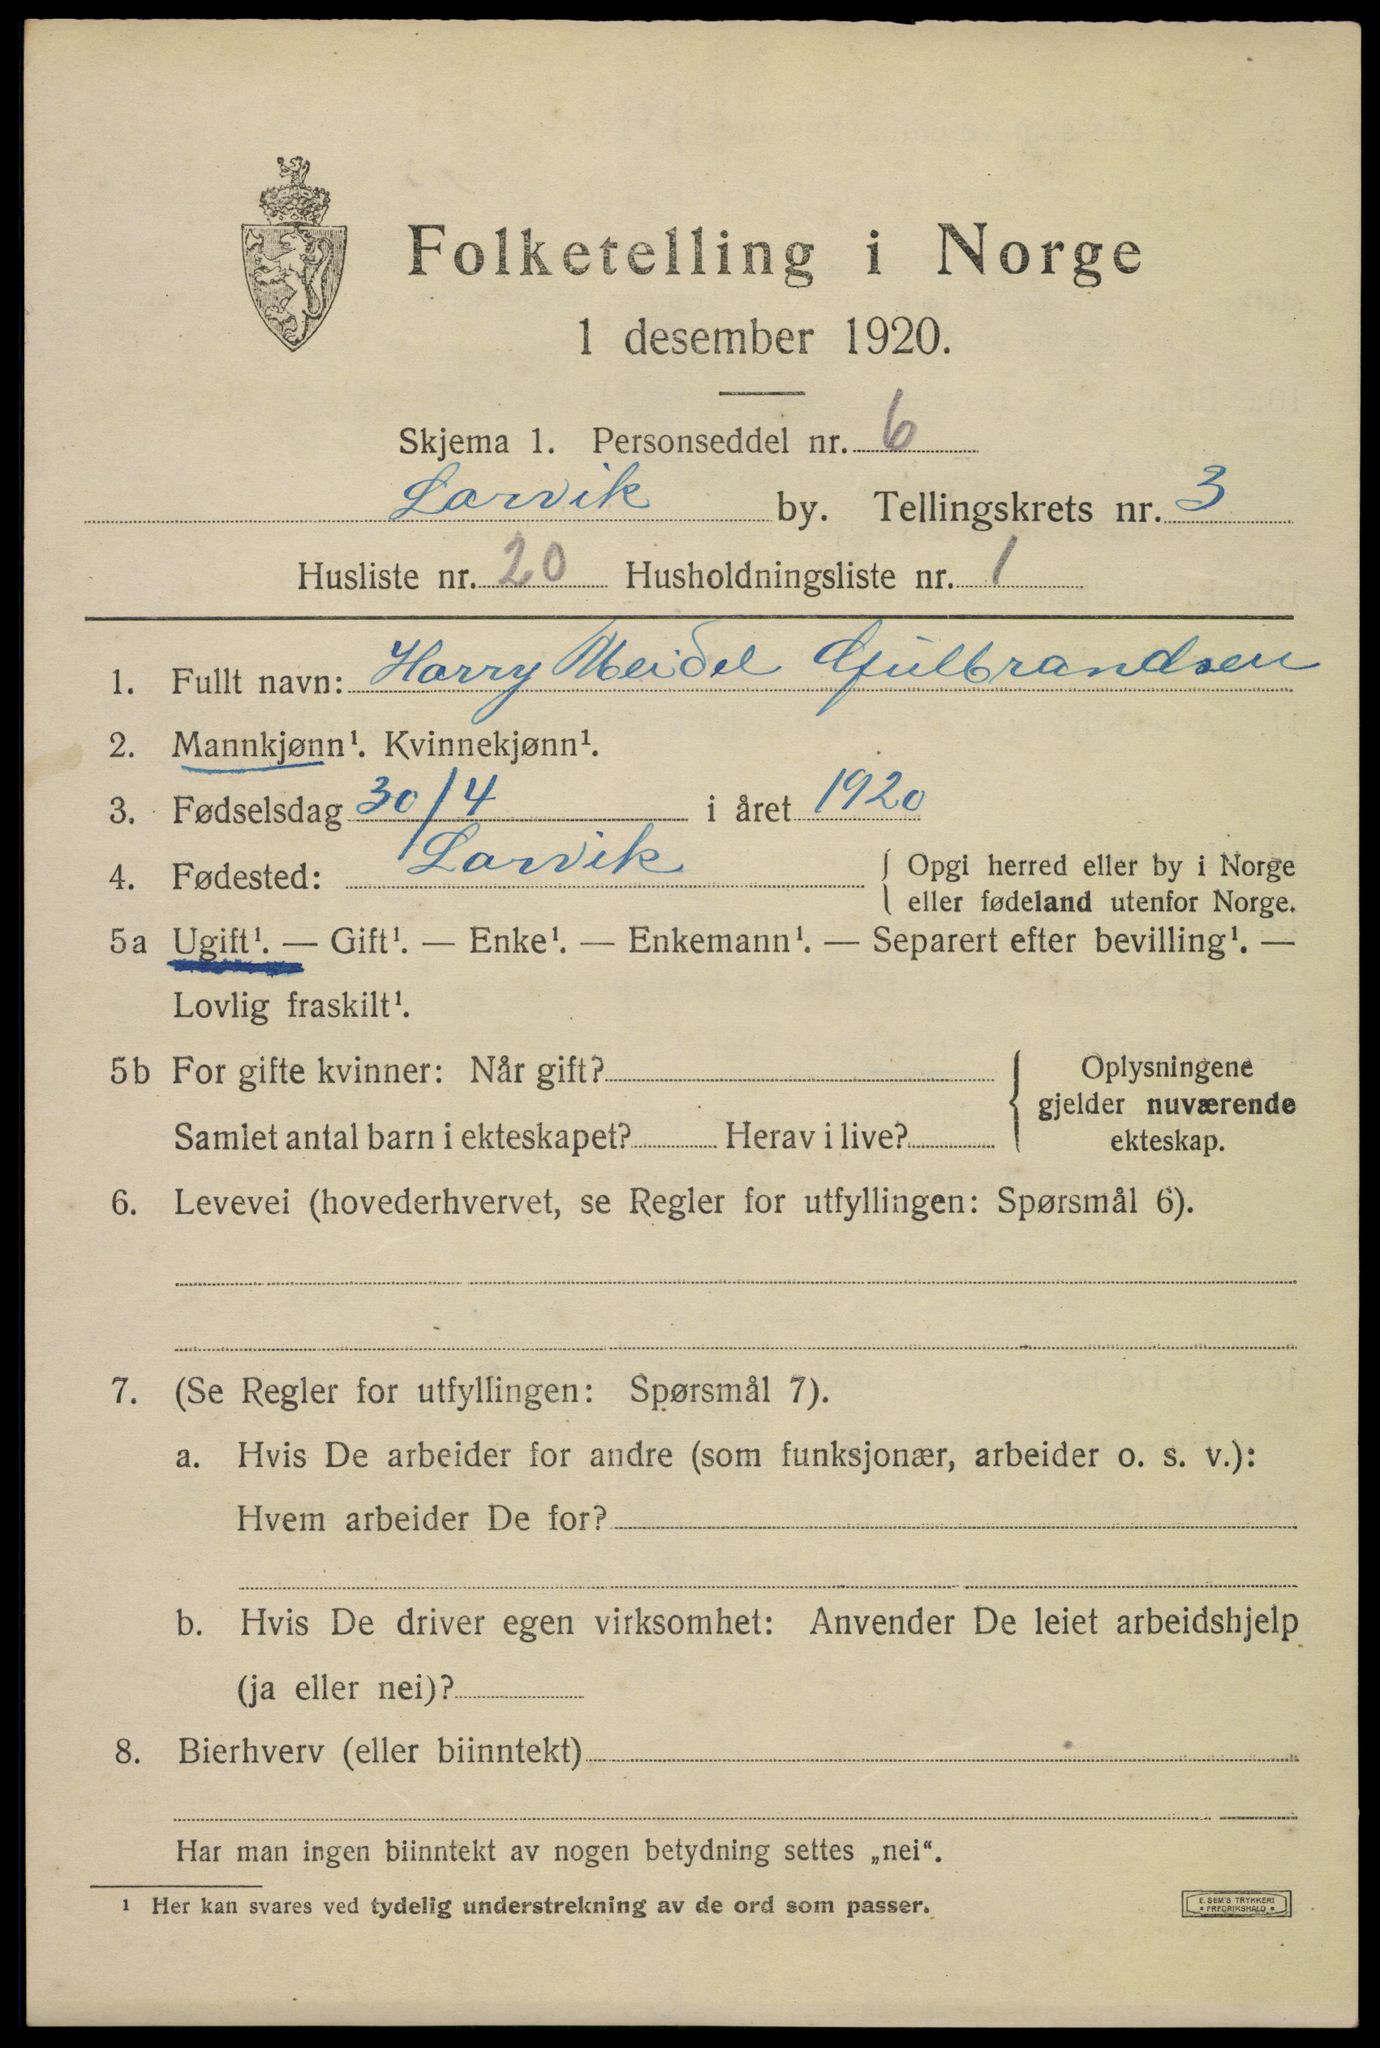 Folketelling i Norge
1 desember 1920.
Skjema 1. Personseddel nr. 6
Larvik by. Tellingskrets nr. 3
Husliste nr. 20 Husholdningsliste nr. 1
1. Fullt navn: Harry Meidel Gulbrandsen
2. Mannkjønn¹. Kvinnekjønn¹.
3. Fødselsdag 30/4 i året 1920
4. Fødested: Larvik { Opgi herred eller by i Norge
eller fødeland utenfor Norge.
5a Ugift¹. — Gift¹. — Enke¹. — Enkemann¹. — Separert efter bevilling¹. —
Lovlig fraskilt¹.
5b For gifte kvinner: Når gift? { Oplysningene
gjelder nuværende
Samlet antal barn i ekteskapet? Herav i live? ekteskap.
6. Levevei (hovederhvervet, se Regler for utfyllingen: Spørsmål 6).
7. (Se Regler for utfyllingen: Spørsmål 7).
a. Hvis De arbeider for andre (som funksjonær, arbeider o. s. v.):
Hvem arbeider De for?
b. Hvis De driver egen virksomhet: Anvender De leiet arbeidshjelp
(ja eller nei)?
8. Bierhverv (eller biinntekt)
Har man ingen biinntekt av nogen betydning settes „nei“.
¹ Her kan svares ved tydelig understrekning av de ord som passer.
E. SEM'S TRYKKERI
• FREDRIKSHALD •